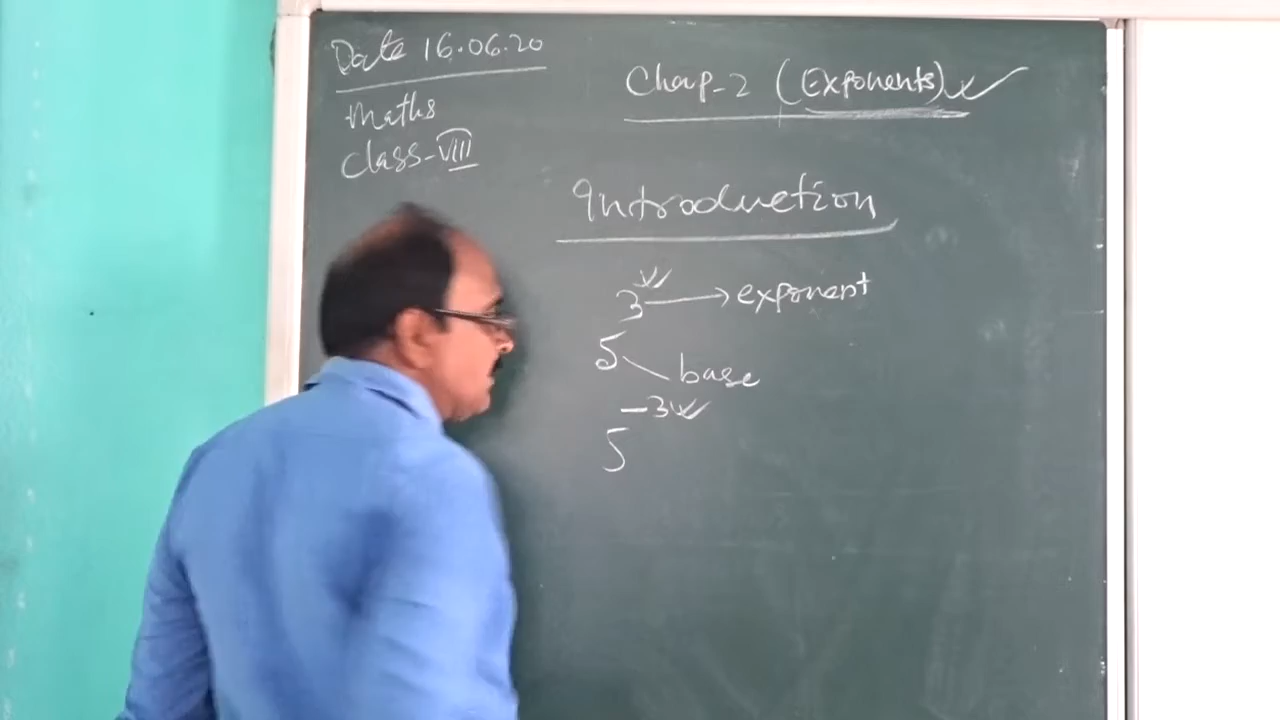 Date 16.06.20
Maths
Class-VIII
Chap-2 (Exponents)
Introduction
3 → exponent
5
base
-3
5